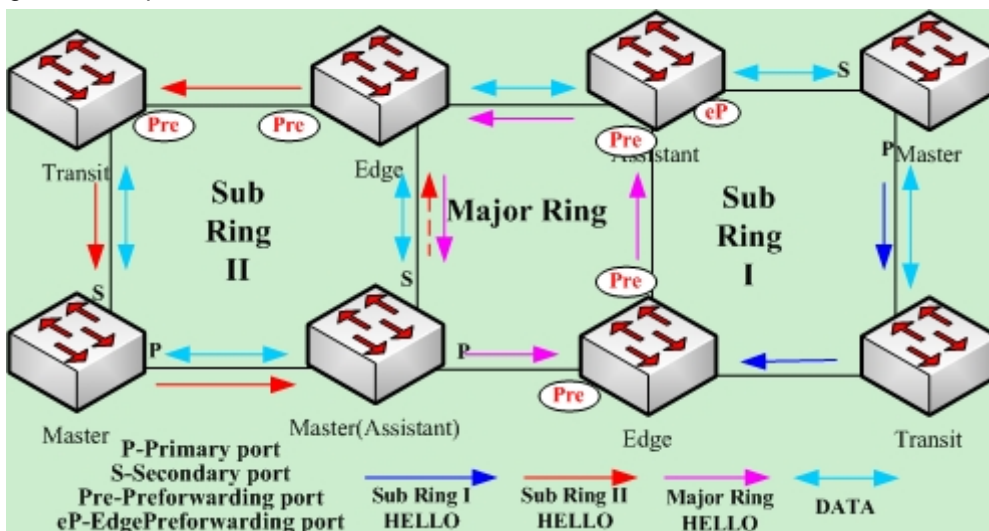 S
eP
Pre
Pre
Pre
Assistant
Transit
Edge
P
Master
Sub
Ring
II
Major Ring
Sub
Ring
I
Pre
S
S
P
P
Pre
Master
Master(Assistant)
Edge
Transit
P-Primary port
S-Secondary port
Pre-Preforwarding port
eP-EdgePreforwarding port
Sub Ring I
HELLO
Sub Ring II
HELLO
Major Ring
HELLO
DATA